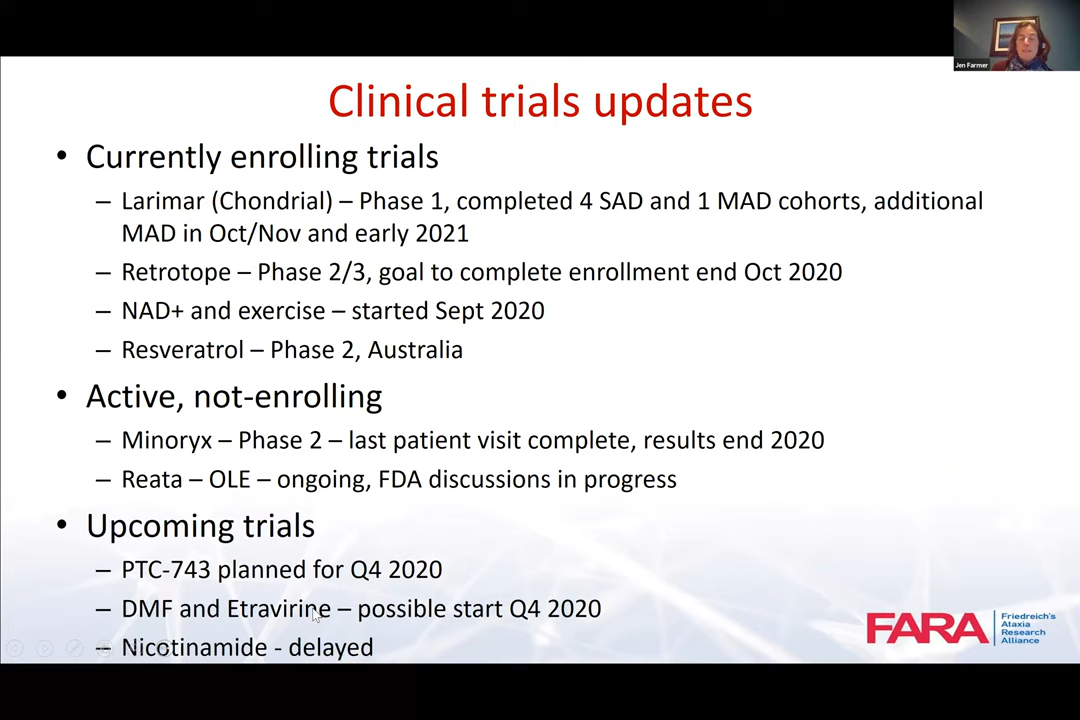 Jen Farmer
Clinical trials updates
• Currently enrolling trials
– Larimar (Chondrial) – Phase 1, completed 4 SAD and 1 MAD cohorts, additional
MAD in Oct/Nov and early 2021
– Retrotope – Phase 2/3, goal to complete enrollment end Oct 2020
– NAD+ and exercise – started Sept 2020
– Resveratrol – Phase 2, Australia
• Active, not-enrolling
– Minoryx – Phase 2 – last patient visit complete, results end 2020
– Reata – OLE – ongoing, FDA discussions in progress
• Upcoming trials
– PTC-743 planned for Q4 2020
– DMF and Etravirine – possible start Q4 2020
– Nicotinamide - delayed
FARA
Friedreich's
Ataxia
Research
Alliance